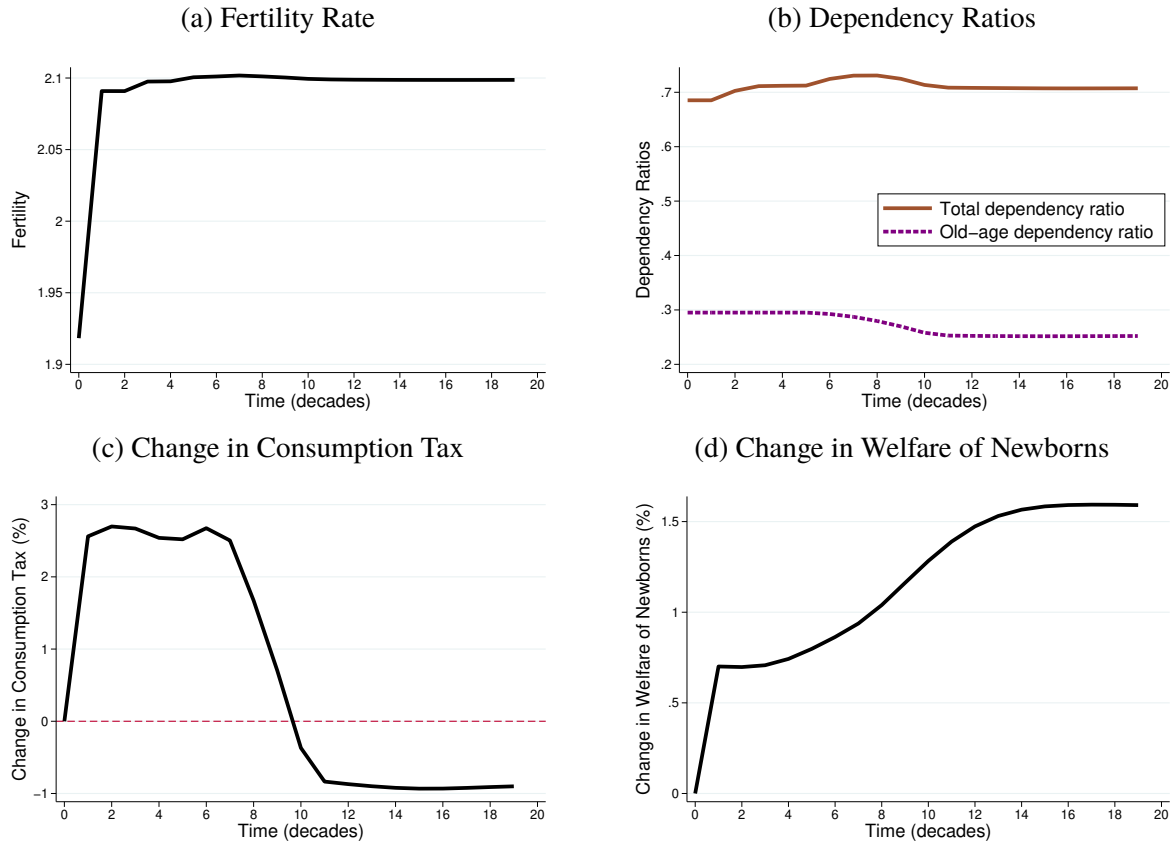 (a) Fertility Rate
2.1
2.05
2
1.95
1.9
Fertility
0 2 4 6 8 10 12 14 16 18 20
Time (decades)
(b) Dependency Ratios
.7
.6
.5
.4
.3
.2
Dependency Ratios
Total dependency ratio
Old-age dependency ratio
0 2 4 6 8 10 12 14 16 18 20
Time (decades)
(c) Change in Consumption Tax
3
2
1
0
−1
Change in Consumption Tax (%)
0 2 4 6 8 10 12 14 16 18 20
Time (decades)
(d) Change in Welfare of Newborns
1.5
1
.5
0
Change in Welfare of Newborns (%)
0 2 4 6 8 10 12 14 16 18 20
Time (decades)